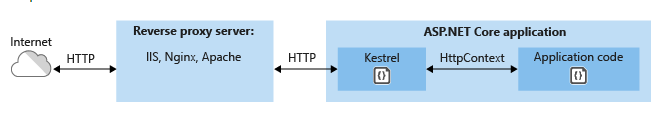 Internet
HTTP
Reverse proxy server:
IIS, Nginx, Apache
HTTP
ASP.NET Core application
Kestrel
{}
HttpContext
Application code
{}